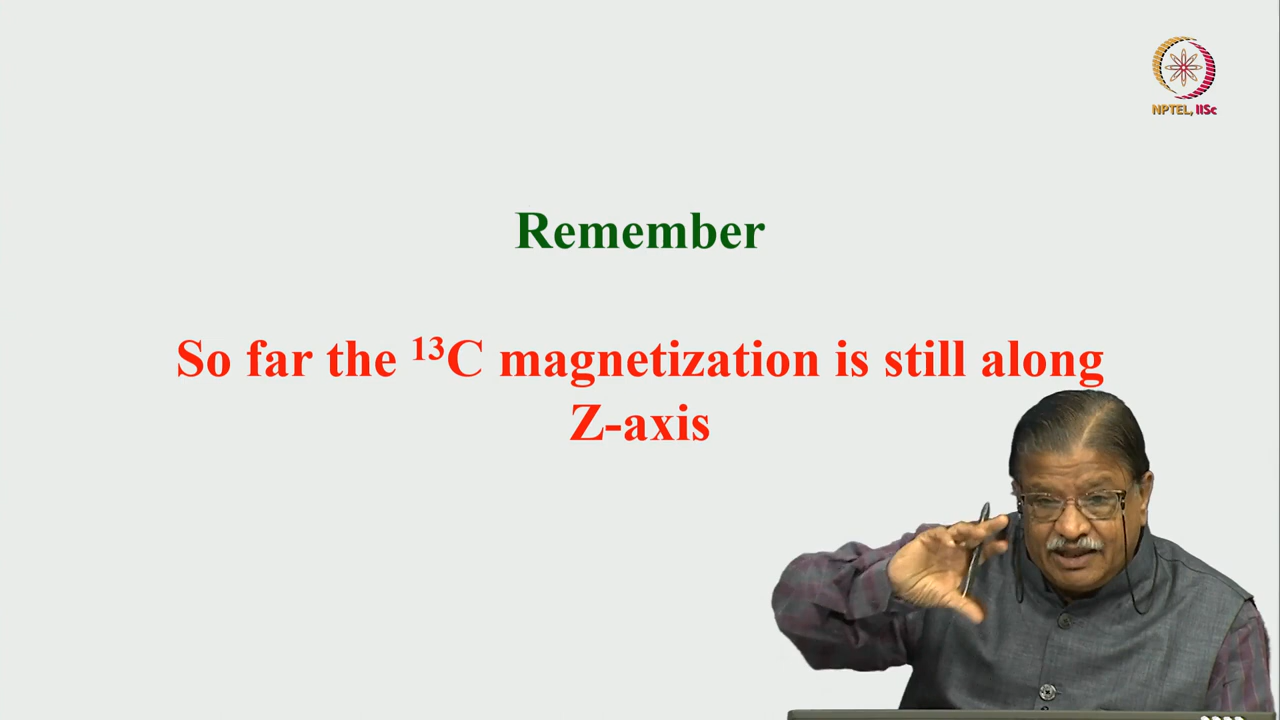 NPTEL, IISc
Remember
So far the ¹³C magnetization is still along
Z-axis